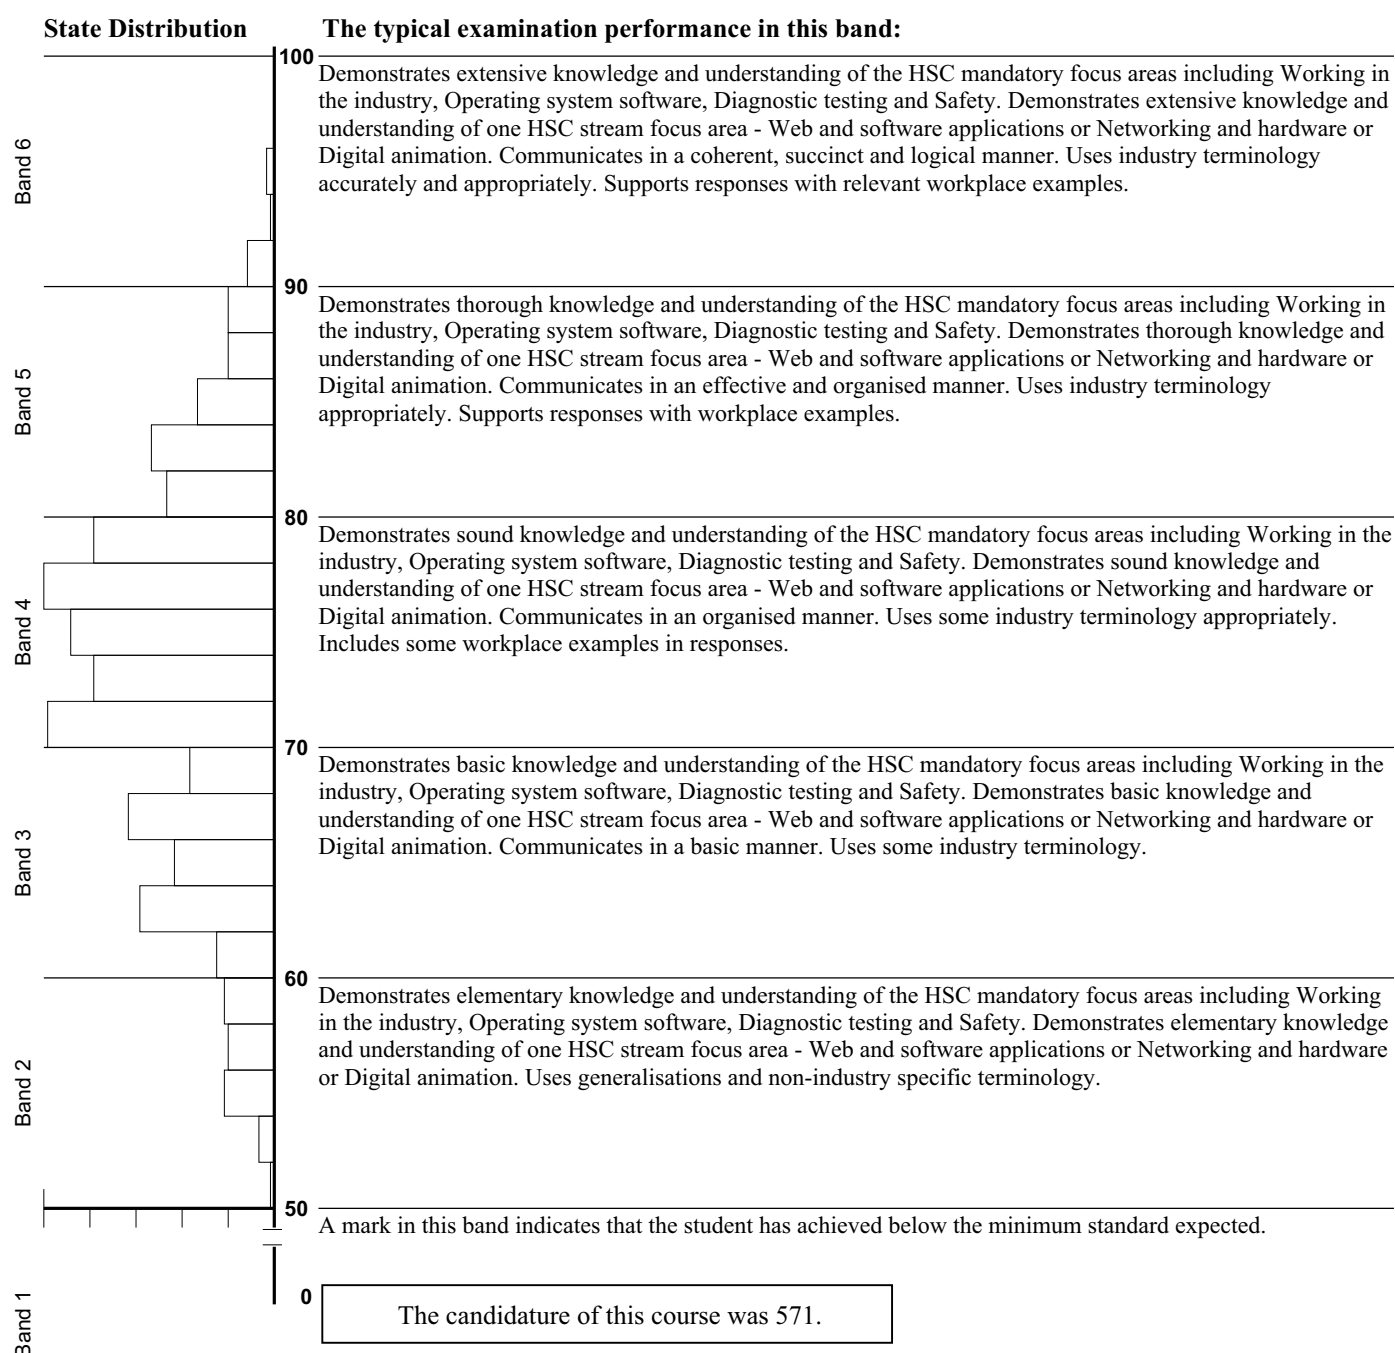 State Distribution
The typical examination performance in this band:
100
Demonstrates extensive knowledge and understanding of the HSC mandatory focus areas including Working in
the industry, Operating system software, Diagnostic testing and Safety. Demonstrates extensive knowledge and
understanding of one HSC stream focus area - Web and software applications or Networking and hardware or
Digital animation. Communicates in a coherent, succinct and logical manner. Uses industry terminology
accurately and appropriately. Supports responses with relevant workplace examples.
Band 6
90
Demonstrates thorough knowledge and understanding of the HSC mandatory focus areas including Working in
the industry, Operating system software, Diagnostic testing and Safety. Demonstrates thorough knowledge and
understanding of one HSC stream focus area - Web and software applications or Networking and hardware or
Digital animation. Communicates in an effective and organised manner. Uses industry terminology
appropriately. Supports responses with workplace examples.
Band 5
80
Demonstrates sound knowledge and understanding of the HSC mandatory focus areas including Working in the
industry, Operating system software, Diagnostic testing and Safety. Demonstrates sound knowledge and
understanding of one HSC stream focus area - Web and software applications or Networking and hardware or
Digital animation. Communicates in an organised manner. Uses some industry terminology appropriately.
Includes some workplace examples in responses.
Band 4
70
Demonstrates basic knowledge and understanding of the HSC mandatory focus areas including Working in the
industry, Operating system software, Diagnostic testing and Safety. Demonstrates basic knowledge and
understanding of one HSC stream focus area - Web and software applications or Networking and hardware or
Digital animation. Communicates in a basic manner. Uses some industry terminology.
Band 3
60
Demonstrates elementary knowledge and understanding of the HSC mandatory focus areas including Working
in the industry, Operating system software, Diagnostic testing and Safety. Demonstrates elementary knowledge
and understanding of one HSC stream focus area - Web and software applications or Networking and hardware
or Digital animation. Uses generalisations and non-industry specific terminology.
Band 2
50
A mark in this band indicates that the student has achieved below the minimum standard expected.
0
Band 1
The candidature of this course was 571.